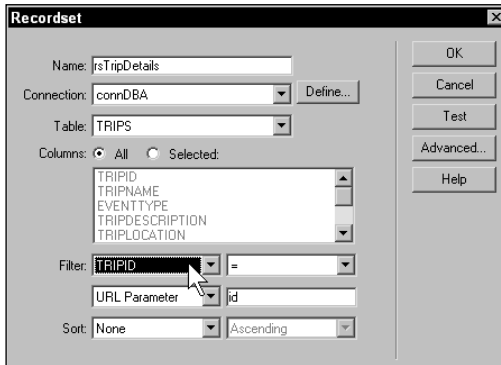 Recordset
Name: rsTripDetails
OK
Connection: connDBA Define...
Cancel
Table: TRIPS
Test
Columns: All Selected:
Advanced...
TRIPID
TRIPNAME
EVENTTYPE
TRIPDESCRIPTION
TRIPLOCATION
Help
Filter: TRIPID =
URL Parameter id
Sort: None Ascending